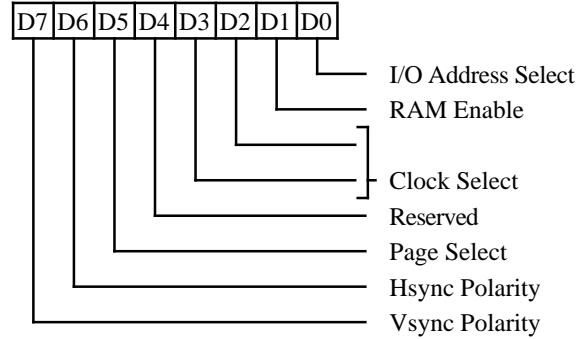 D7 D6 D5 D4 D3 D2 D1 D0
I/O Address Select
RAM Enable
Clock Select
Reserved
Page Select
Hsync Polarity
Vsync Polarity